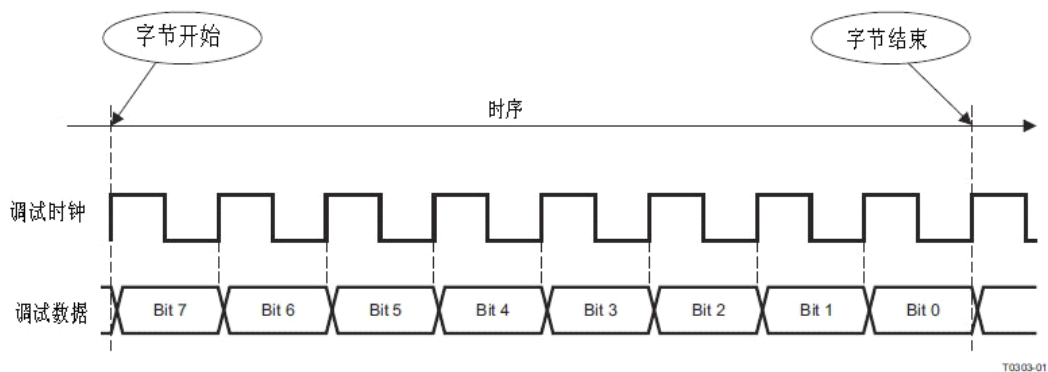 字节开始
字节结束
时序
调试时钟
调试数据
Bit 7
Bit 6
Bit 5
Bit 4
Bit 3
Bit 2
Bit 1
Bit 0
T0303-01